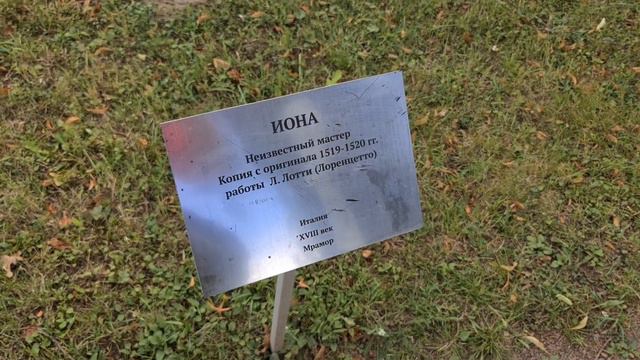 ИОНА
Неизвестный мастер
Копия с оригинала 1519-1520 гг.
работы Л. Лотти (Лоренцетто)
Италия
XVIII век
Мрамор